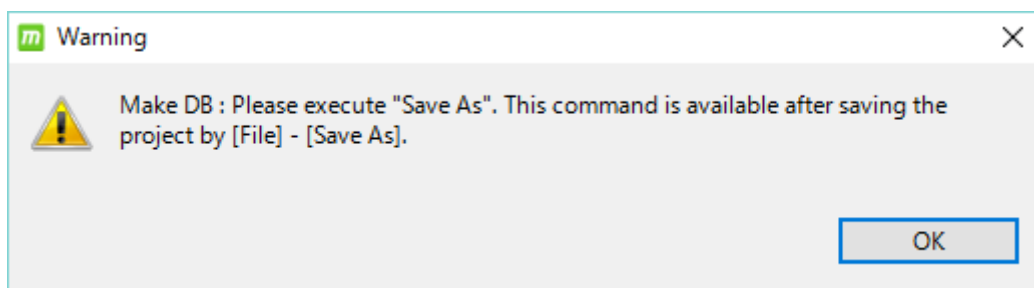 m Warning
Make DB : Please execute "Save As". This command is available after saving the
project by [File] - [Save As].
OK